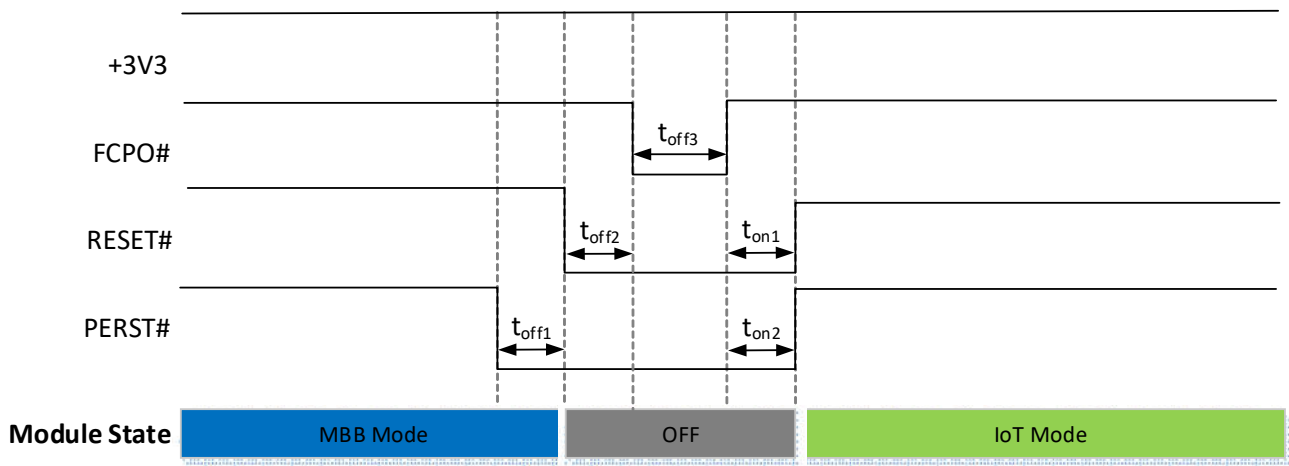 +3V3
FCPO#
toff3
RESET#
toff2
ton1
PERST#
toff1
ton2
Module State
MBB Mode
OFF
IoT Mode